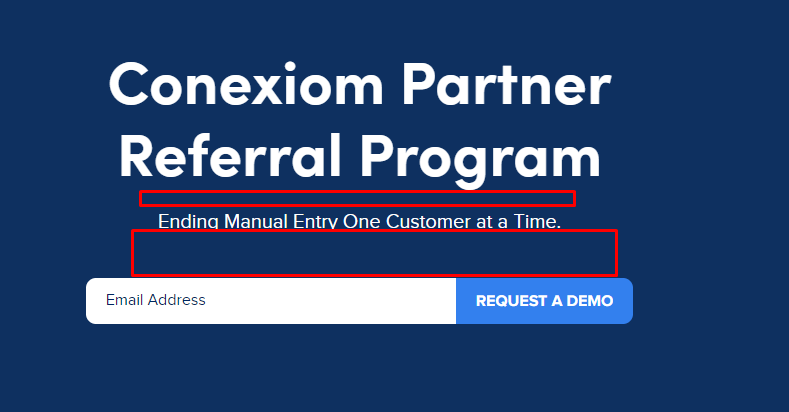 Conexiom Partner
Referral Program
Ending Manual Entry One Customer at a Time.
Email Address
REQUEST A DEMO